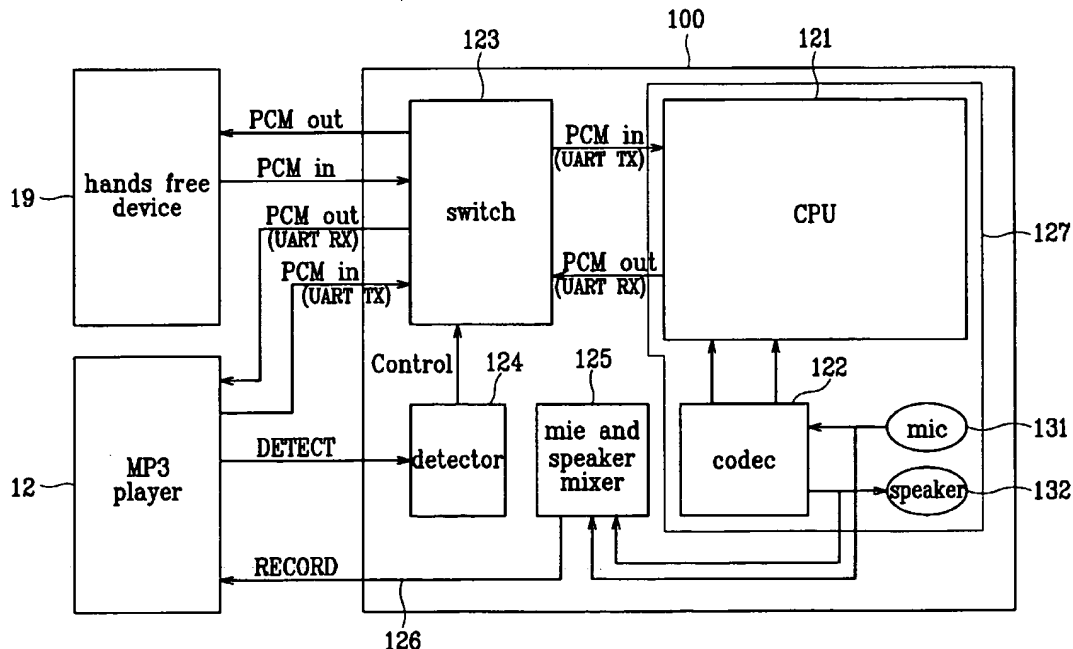 100
123
121
PCM out
PCM in
(UART TX)
PCM in
19
hands free
device
switch
CPU
PCM out
(UART RX)
127
PCM out
(UART RX)
PCM in
(UART TX)
Control
124
125
122
mie and
speaker
mixer
mic
131
DETECT
detector
codec
12
MP3
player
speaker
132
RECORD
126